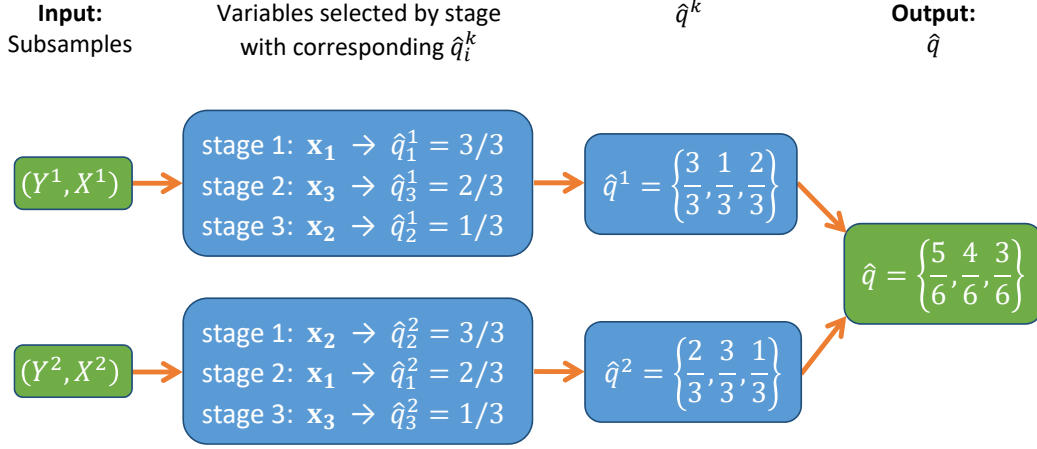 Input:
Subsamples
Variables selected by stage
with corresponding q̂ᵢᵏ
q̂ᵏ
Output:
q̂
(Y¹, X¹)
stage 1: x₁ → q̂₁¹ = 3/3
stage 2: x₃ → q̂₃¹ = 2/3
stage 3: x₂ → q̂₂¹ = 1/3
q̂¹ = {3/3, 1/3, 2/3}
q̂ = {5/6, 4/6, 3/6}
(Y², X²)
stage 1: x₂ → q̂₂² = 3/3
stage 2: x₁ → q̂₁² = 2/3
stage 3: x₃ → q̂₃² = 1/3
q̂² = {2/3, 3/3, 1/3}